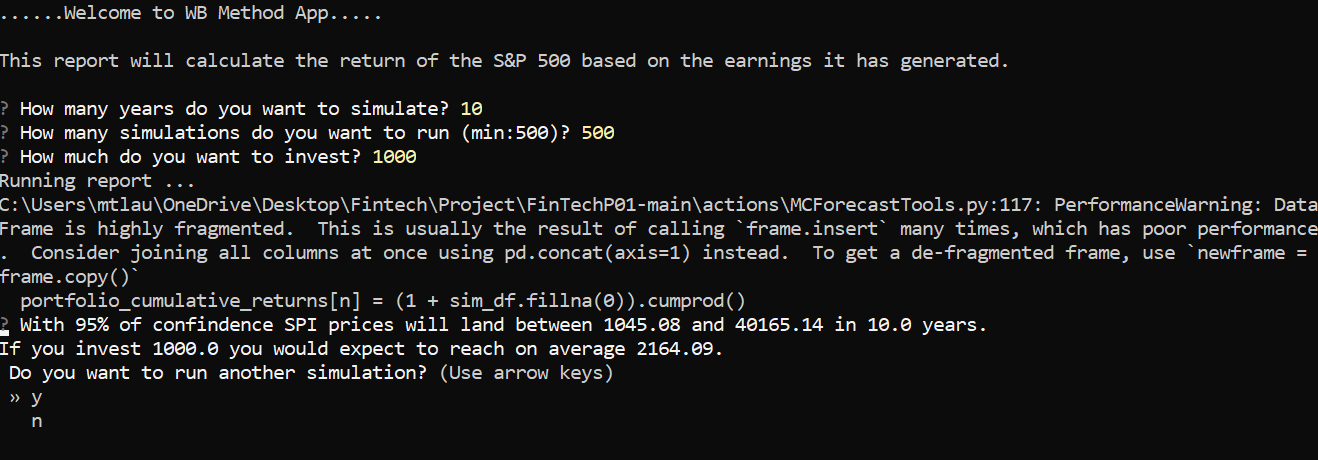 ......Welcome to WB Method App.....
This report will calculate the return of the S&P 500 based on the earnings it has generated.
? How many years do you want to simulate? 10
? How many simulations do you want to run (min:500)? 500
? How much do you want to invest? 1000
Running report ...
C:\Users\mtlau\OneDrive\Desktop\Fintech\Project\FinTechP01-main\actions\MCForecastTools.py:117: PerformanceWarning: Data
Frame is highly fragmented.  This is usually the result of calling `frame.insert` many times, which has poor performance
.  Consider joining all columns at once using pd.concat(axis=1) instead.  To get a de-fragmented frame, use `newframe =
frame.copy()`
  portfolio_cumulative_returns[n] = (1 + sim_df.fillna(0)).cumprod()
? With 95% of confindence SPI prices will land between 1045.08 and 40165.14 in 10.0 years.
If you invest 1000.0 you would expect to reach on average 2164.09.
 Do you want to run another simulation? (Use arrow keys)
 » y
   n